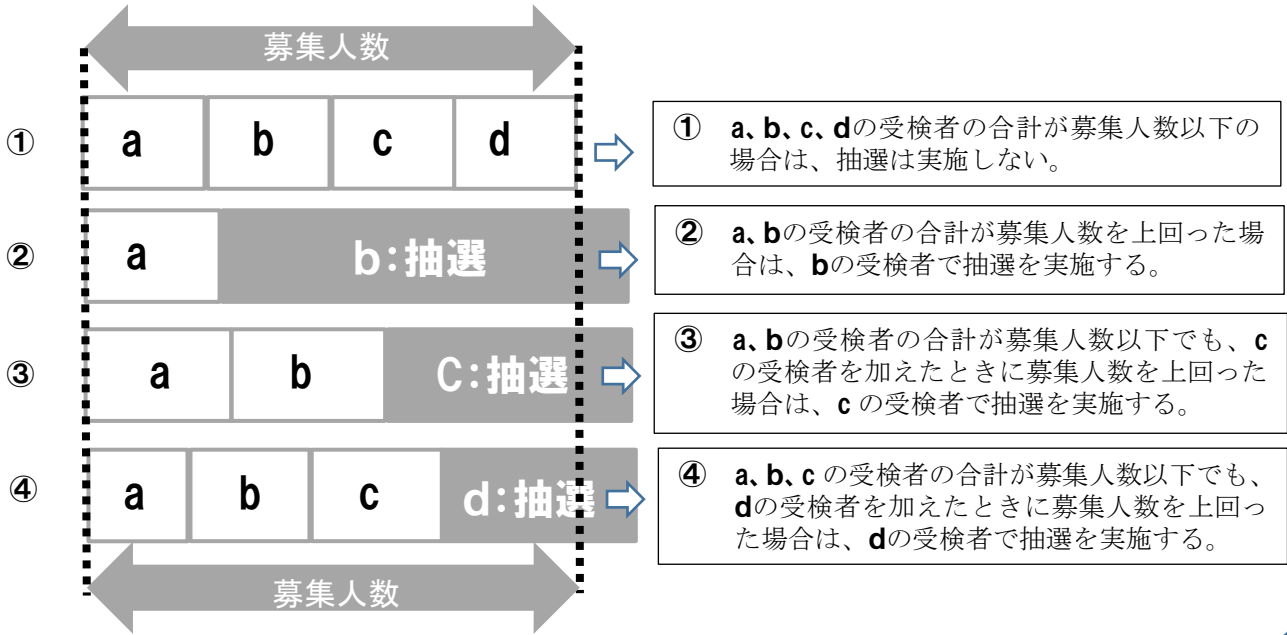 募集人数
① a b c d
① a、b、c、dの受検者の合計が募集人数以下の
場合は、抽選は実施しない。
② a b:抽選
② a、bの受検者の合計が募集人数を上回った場
合は、bの受検者で抽選を実施する。
③ a b C:抽選
③ a、bの受検者の合計が募集人数以下でも、c
の受検者を加えたときに募集人数を上回った
場合は、c の受検者で抽選を実施する。
④ a b c d:抽選
④ a、b、c の受検者の合計が募集人数以下でも、
dの受検者を加えたときに募集人数を上回っ
た場合は、dの受検者で抽選を実施する。
募集人数